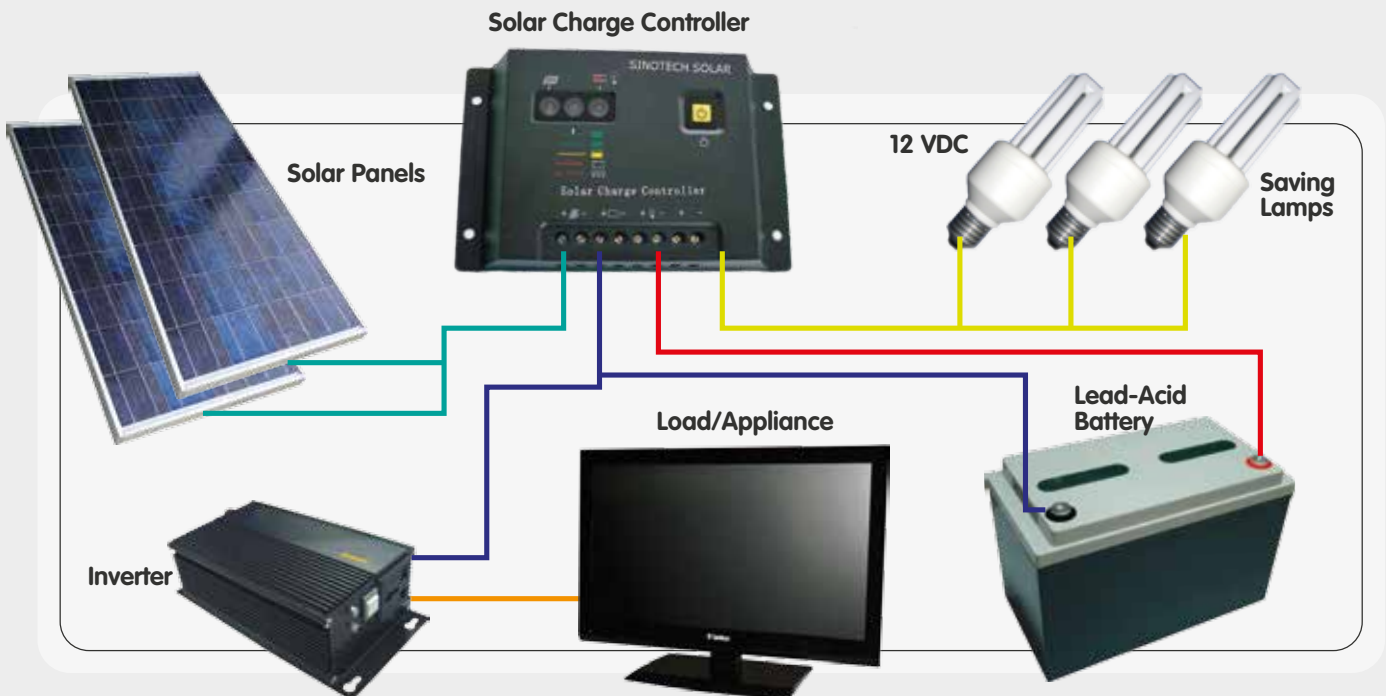 Solar Charge Controller
SINOTECH SOLAR
Solar Panels
Solar Charge Controller
12 VDC
Saving
Lamps
Load/Appliance
Lead-Acid
Battery
Inverter